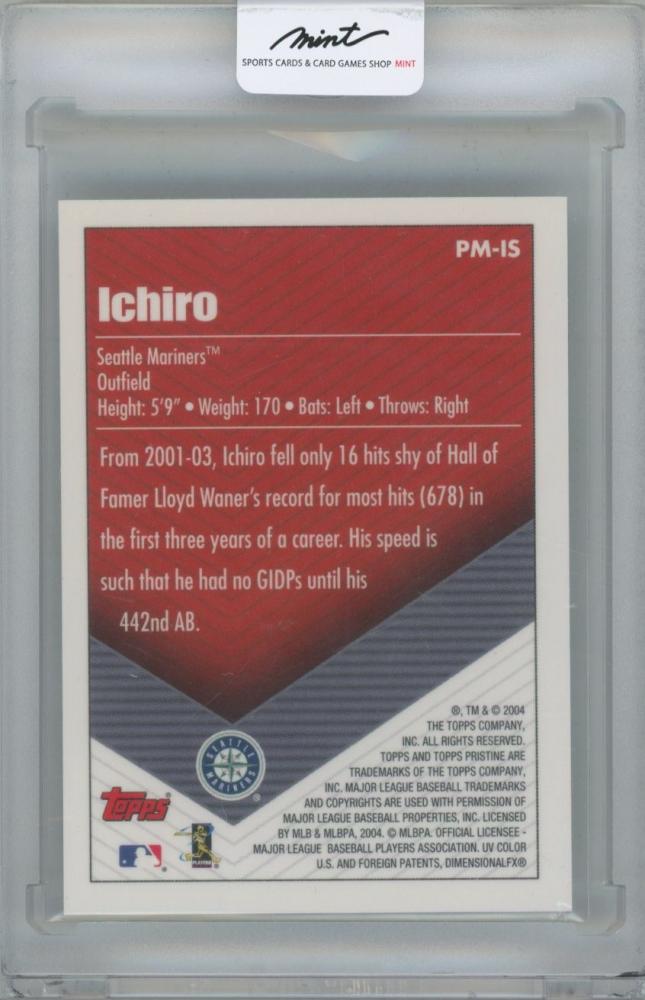 mint
SPORTS CARDS & CARD GAMES SHOP MINT
PM-IS
Ichiro
Seattle Mariners™
Outfield
Height: 5'9" • Weight: 170 • Bats: Left • Throws: Right
From 2001-03, Ichiro fell only 16 hits shy of Hall of
Famer Lloyd Waner's record for most hits (678) in
the first three years of a career. His speed is
such that he had no GIDPs until his
442nd AB.
SEATTLE
MARINERS
®
Topps
PLAYERS
®, TM & © 2004
THE TOPPS COMPANY,
INC. ALL RIGHTS RESERVED.
TOPPS AND TOPPS PRISTINE ARE
TRADEMARKS OF THE TOPPS COMPANY,
INC. MAJOR LEAGUE BASEBALL TRADEMARKS
AND COPYRIGHTS ARE USED WITH PERMISSION OF
MAJOR LEAGUE BASEBALL PROPERTIES, INC. LICENSED
BY MLB & MLBPA, 2004. © MLBPA. OFFICIAL LICENSEE -
MAJOR LEAGUE BASEBALL PLAYERS ASSOCIATION. UV COLOR
U.S. AND FOREIGN PATENTS, DIMENSIONALFX®